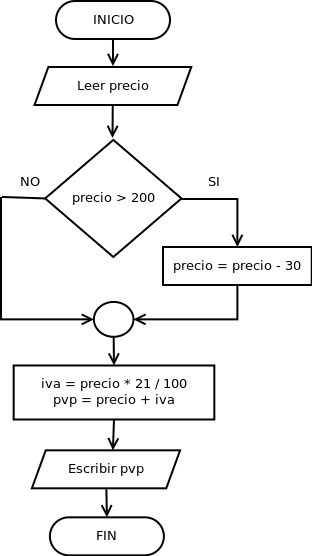 INICIO
Leer precio
NO
SI
precio > 200
precio = precio - 30
iva = precio * 21 / 100
pvp = precio + iva
Escribir pvp
FIN